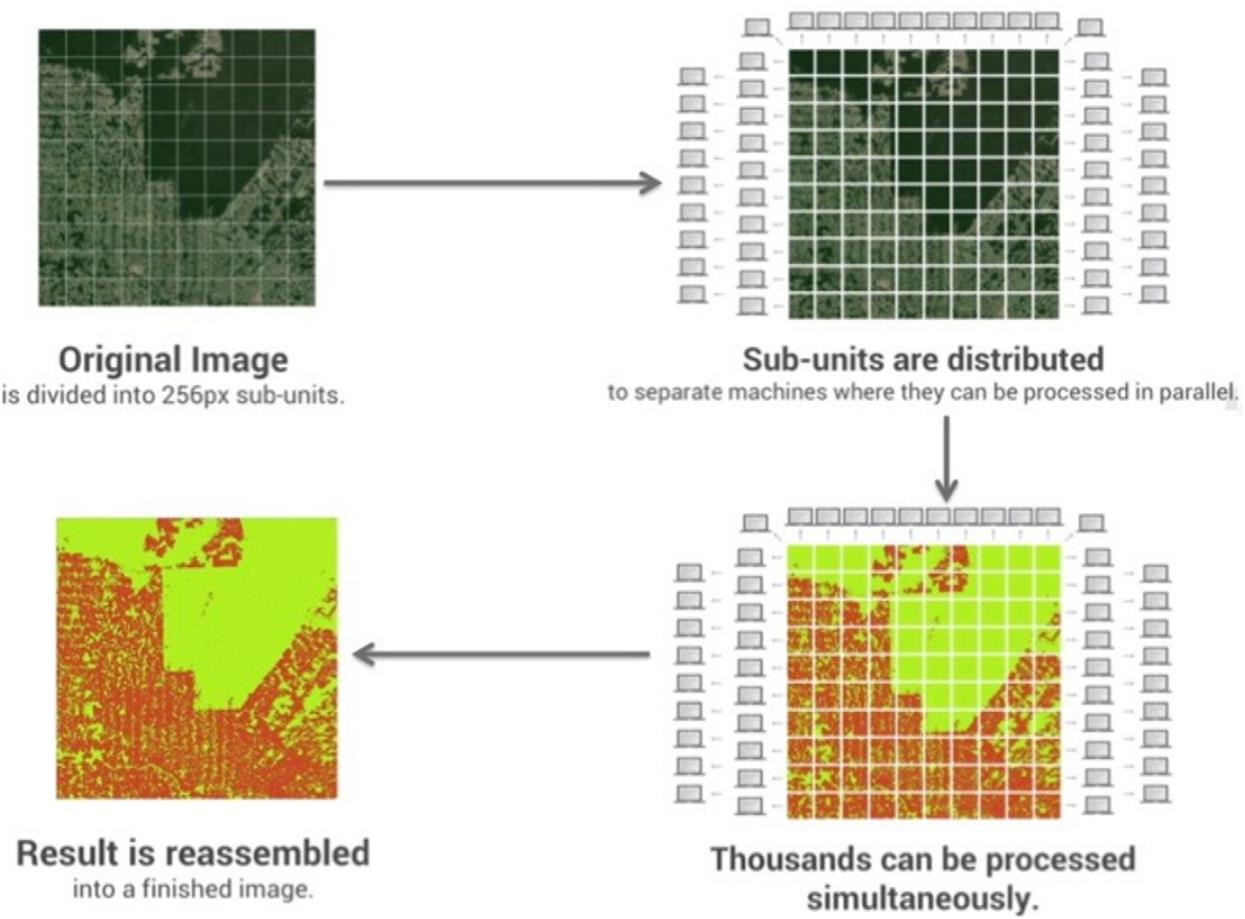 Original Image
is divided into 256px sub-units.
Sub-units are distributed
to separate machines where they can be processed in parallel.
Thousands can be processed
simultaneously.
Result is reassembled
into a finished image.